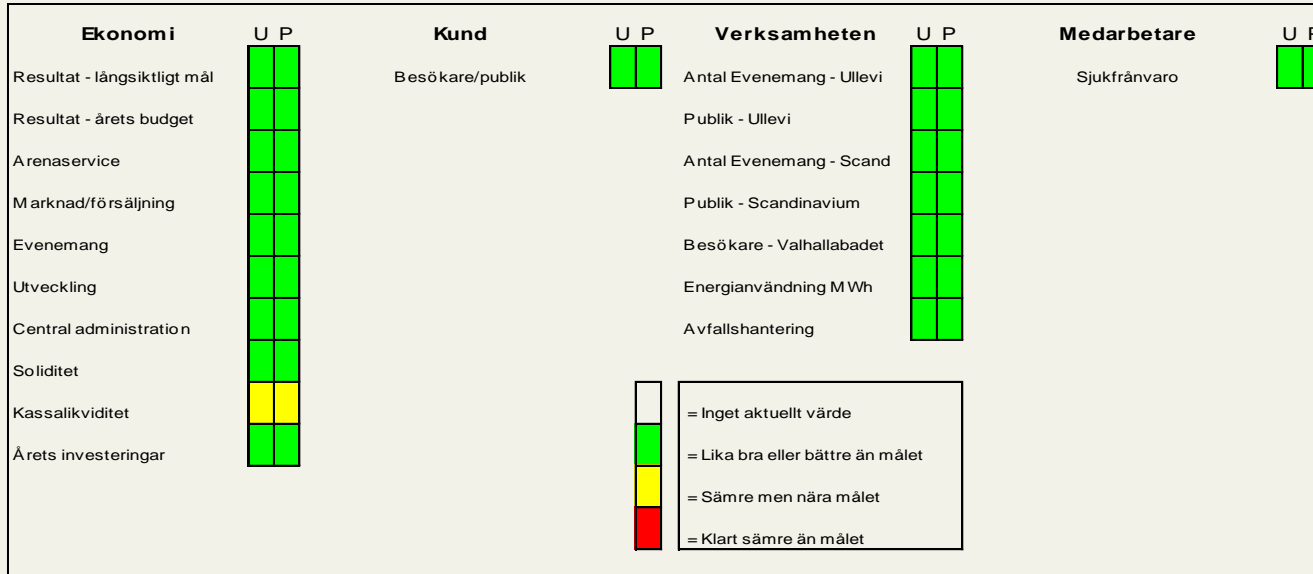 Ekonomi U P Kund U P Verksamheten U P Medarbetare U P
Resultat - långsiktligt mål Besökare/publik Antal Evenemang - Ullevi Sjukfrånvaro
Resultat - årets budget Publik - Ullevi
Arenaservice Antal Evenemang - Scand
Marknad/försäljning Publik - Scandinavium
Evenemang Besökare - Valhallabadet
Utveckling Energianvändning MWh
Central administration Avfallshantering
Soliditet
Kassalikviditet = Inget aktuellt värde
Årets investeringar = Lika bra eller bättre än målet
= Sämre men nära målet
= Klart sämre än målet